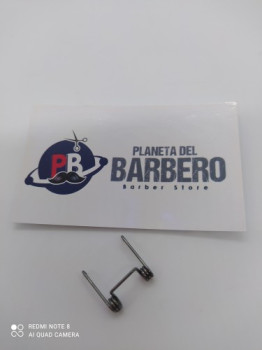 PB
PLANETA DEL
BARBERO
Barber Store
REDMI NOTE 8
AI QUAD CAMERA